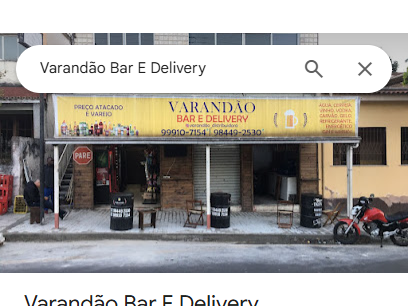 Varandão Bar E Delivery
PREÇO ATACADO
E VAREJO
VARANDÃO
BAR E DELIVERY
99910-7154 | 98449-2530
ÁGUA, CERVEJA,
VINHO, VODKA,
CARVÃO, GELO,
REFRIGERANTE,
ENERGÉTICO
PARE
Varandão Bar E Delivery